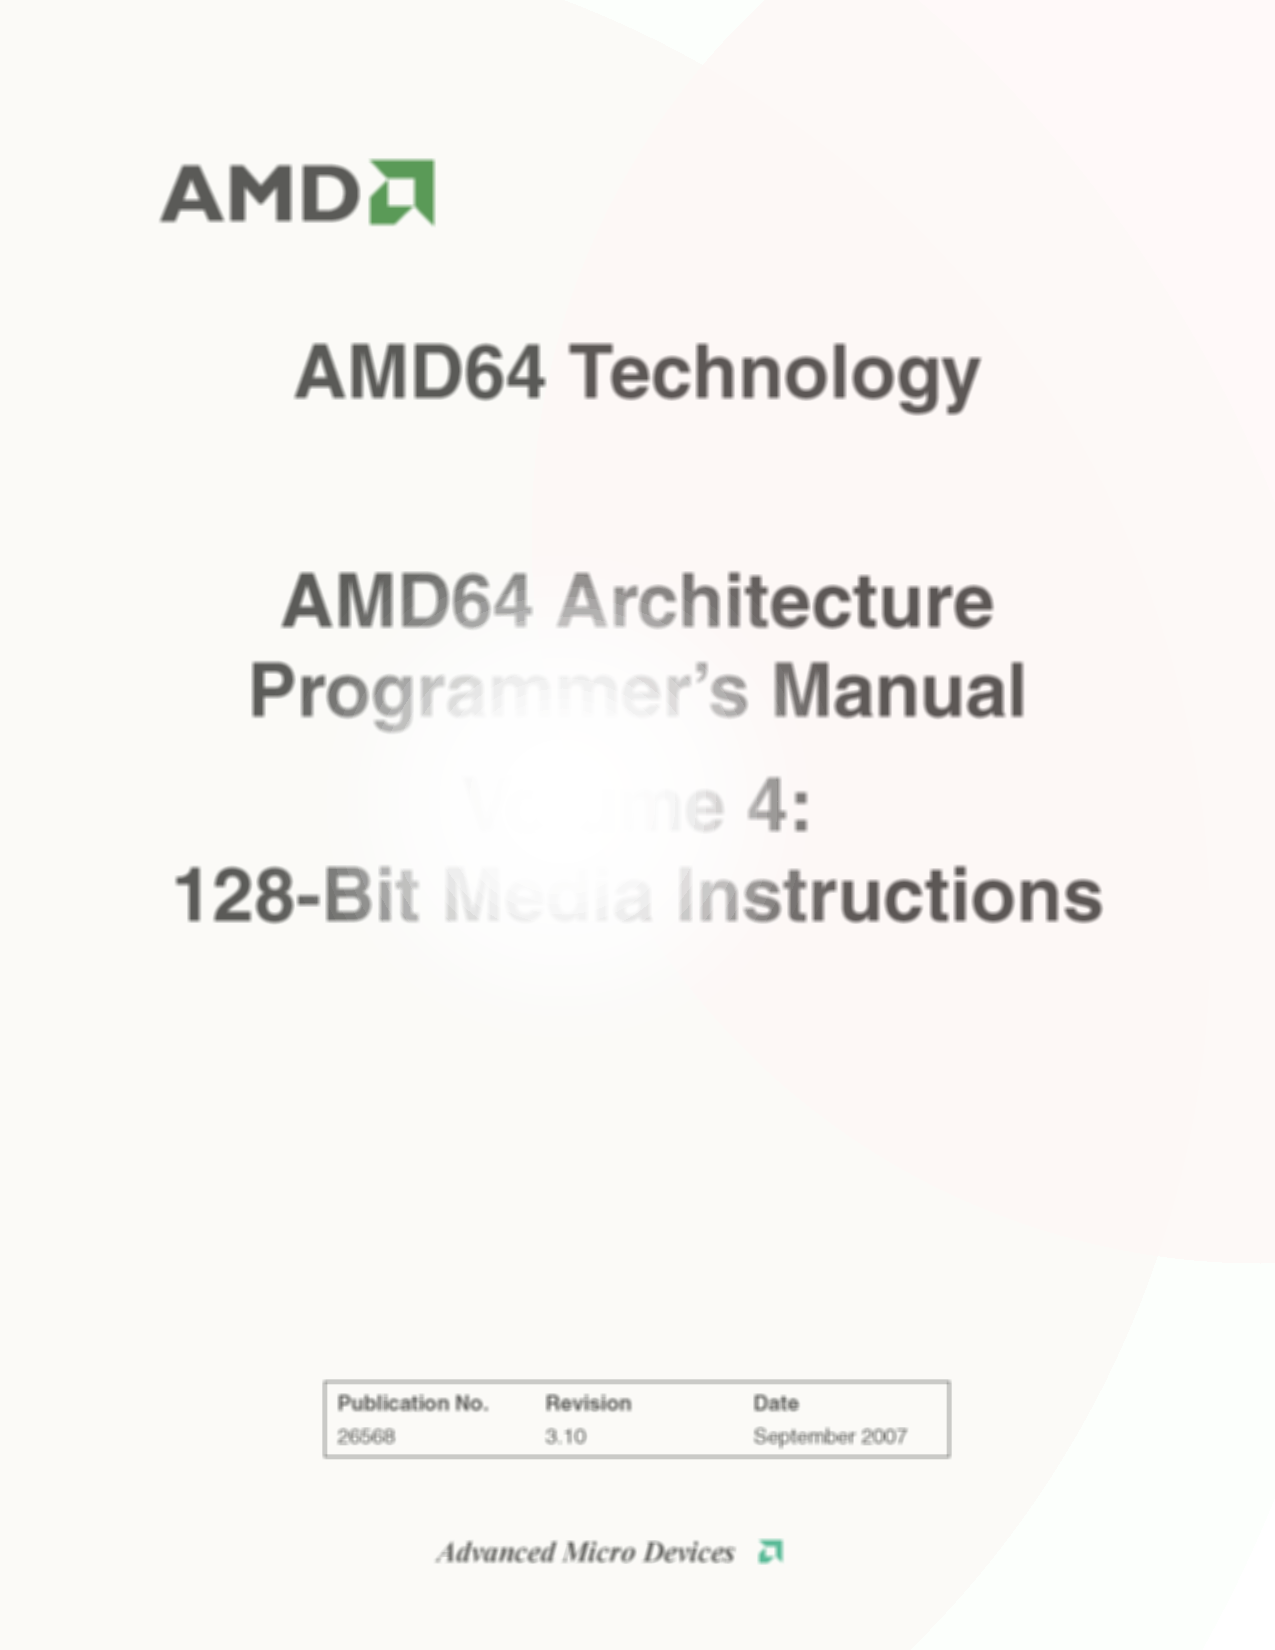 AMD
AMD64 Technology
AMD64 Architecture
Programmer’s Manual
Volume 4:
128-Bit Media Instructions
Publication No. Revision Date
26568 3.10 September 2007
Advanced Micro Devices